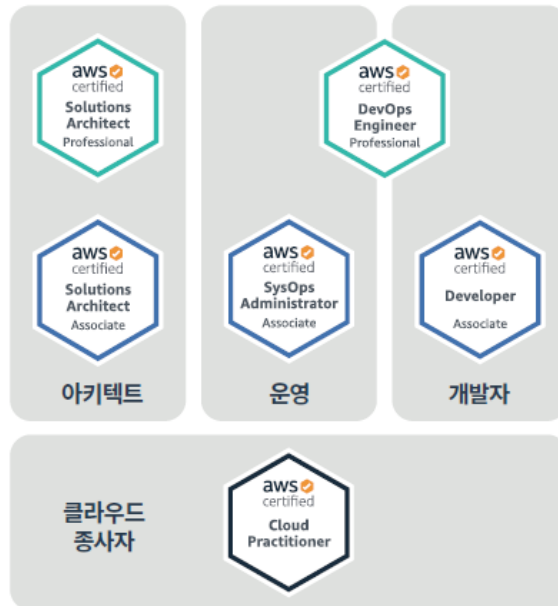 aws
certified
Solutions
Architect
Professional
aws
certified
DevOps
Engineer
Professional
aws
certified
Solutions
Architect
Associate
aws
certified
SysOps
Administrator
Associate
aws
certified
Developer
Associate
아키텍트
운영
개발자
클라우드
종사자
aws
certified
Cloud
Practitioner